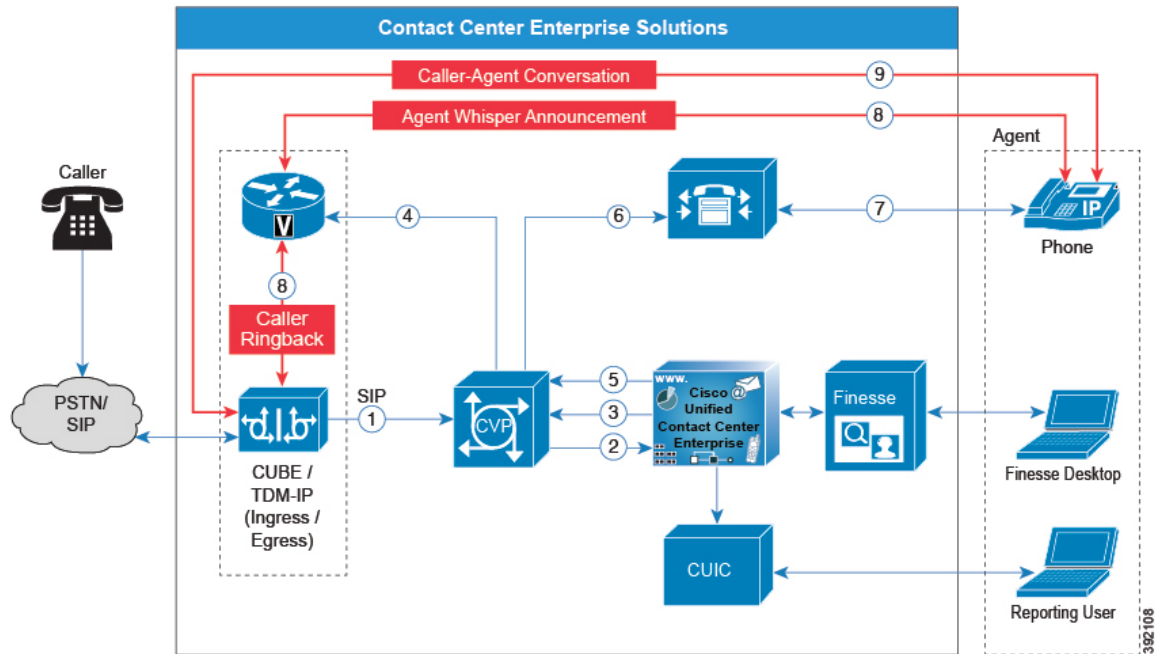 Contact Center Enterprise Solutions
Caller-Agent Conversation
9
Agent Whisper Announcement
8
Agent
Caller
V
4
6
7
IP
Phone
8
Caller
Ringback
PSTN/
SIP
SIP
1
CVP
5
3
2
www.
@
Cisco
Unified
Contact Center
Enterprise
Finesse
Finesse Desktop
CUBE /
TDM-IP
(Ingress /
Egress)
CUIC
Reporting User
392108